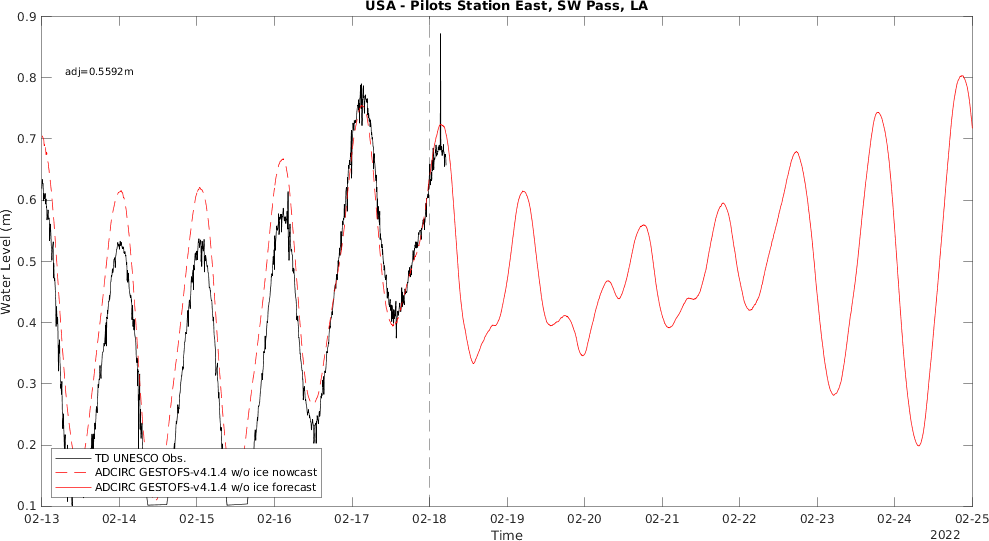 USA - Pilots Station East, SW Pass, LA
0.9
adj=0.5592m
0.8
0.7
0.6
0.5
0.4
0.3
0.2
0.1
Water Level (m)
TD UNESCO Obs.
ADCIRC GESTOFS-v4.1.4 w/o ice nowcast
ADCIRC GESTOFS-v4.1.4 w/o ice forecast
02-13 02-14 02-15 02-16 02-17 02-18 02-19 02-20 02-21 02-22 02-23 02-24 02-25
Time
2022